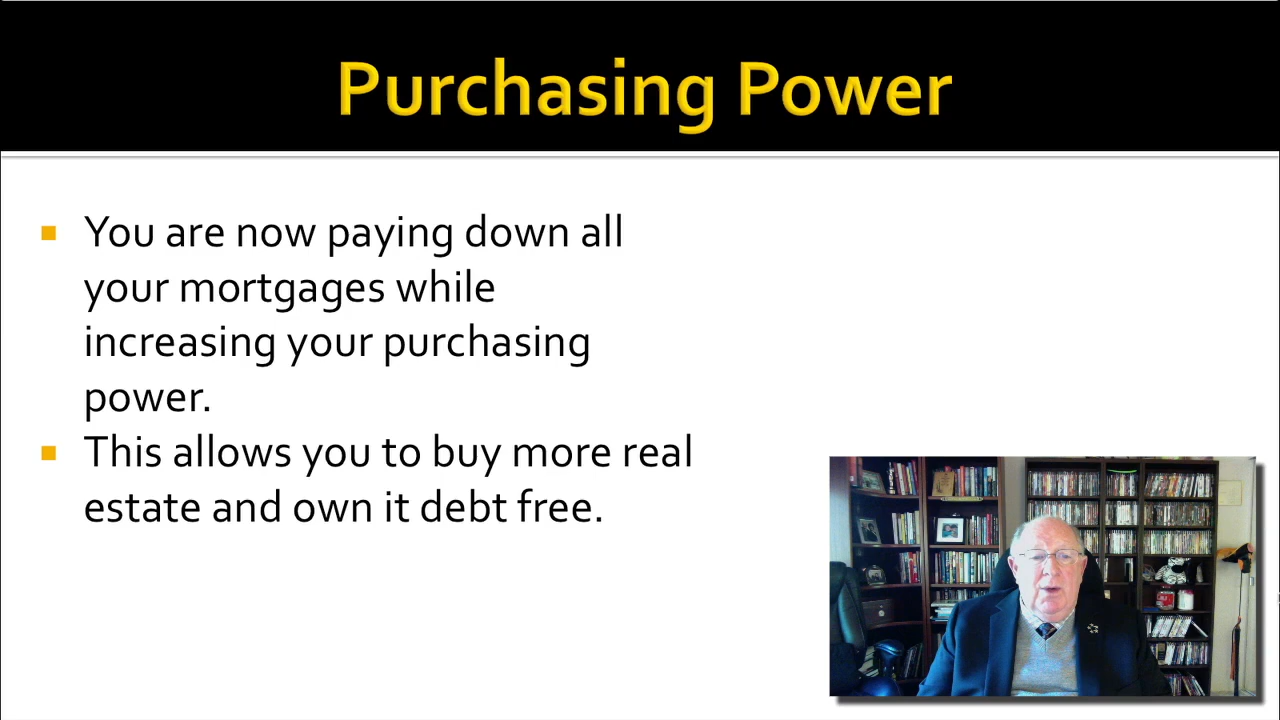 Purchasing Power
You are now paying down all
your mortgages while
increasing your purchasing
power.
This allows you to buy more real
estate and own it debt free.